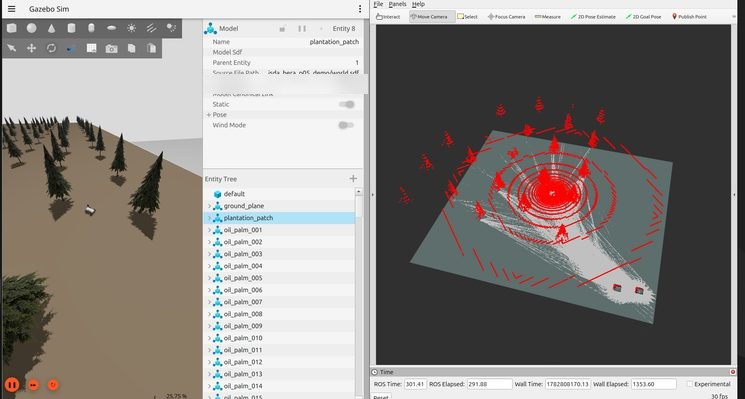 Gazebo Sim
Model
Entity 8
Name
plantation_patch
Model Sdf
Parent Entity
1
Source File Path
Static
Pose
Wind Mode
Entity Tree
default
ground_plane
plantation_patch
oil_palm_001
oil_palm_002
oil_palm_003
oil_palm_004
oil_palm_005
oil_palm_006
oil_palm_007
oil_palm_008
oil_palm_009
oil_palm_010
oil_palm_011
oil_palm_012
oil_palm_013
oil_palm_014
oil_palm_015
25.75 %
File Panels Help
Interact Move Camera Select Focus Camera Measure 2D Pose Estimate 2D Goal Pose Publish Point
Time
ROS Time: 301.41 ROS Elapsed: 291.88 Wall Time: 1782808170.13 Wall Elapsed: 1353.60 Experimental
Reset
30 fps